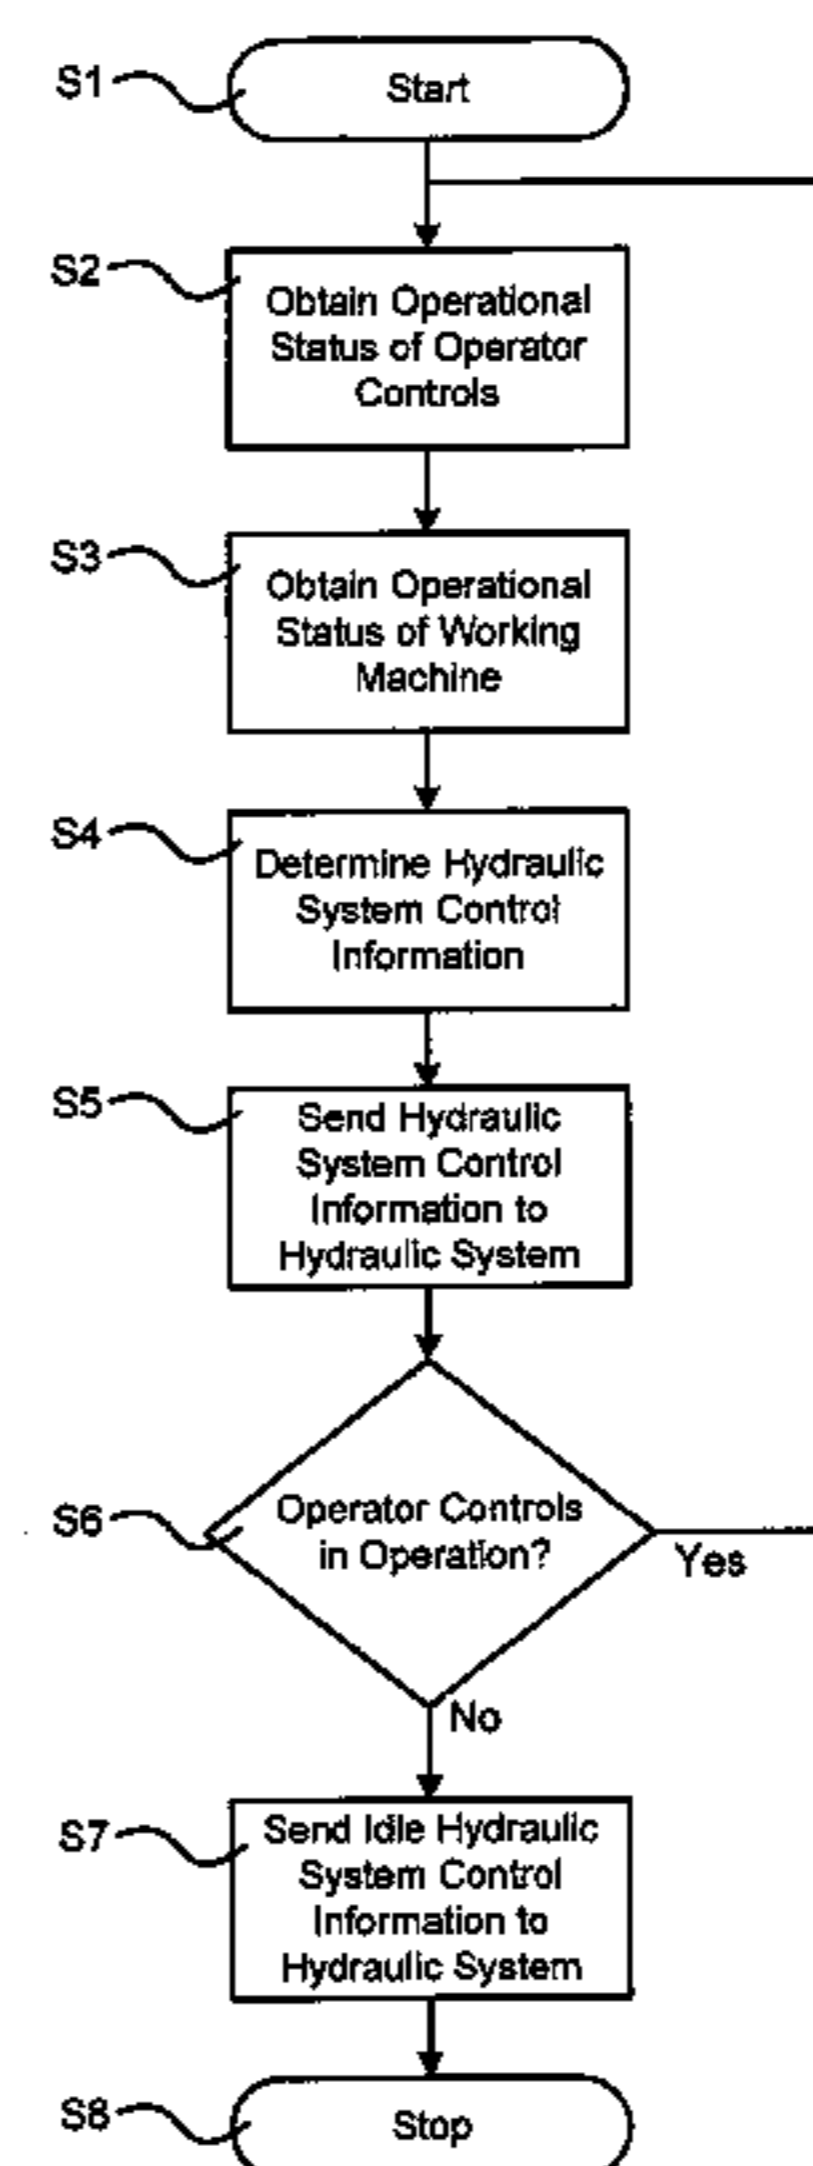 S1
Start
S2
Obtain Operational
Status of Operator
Controls
S3
Obtain Operational
Status of Working
Machine
S4
Determine Hydraulic
System Control
Information
S5
Send Hydraulic
System Control
Information to
Hydraulic System
S6
Operator Controls
in Operation?
Yes
No
S7
Send Idle Hydraulic
System Control
Information to
Hydraulic System
S8
Stop